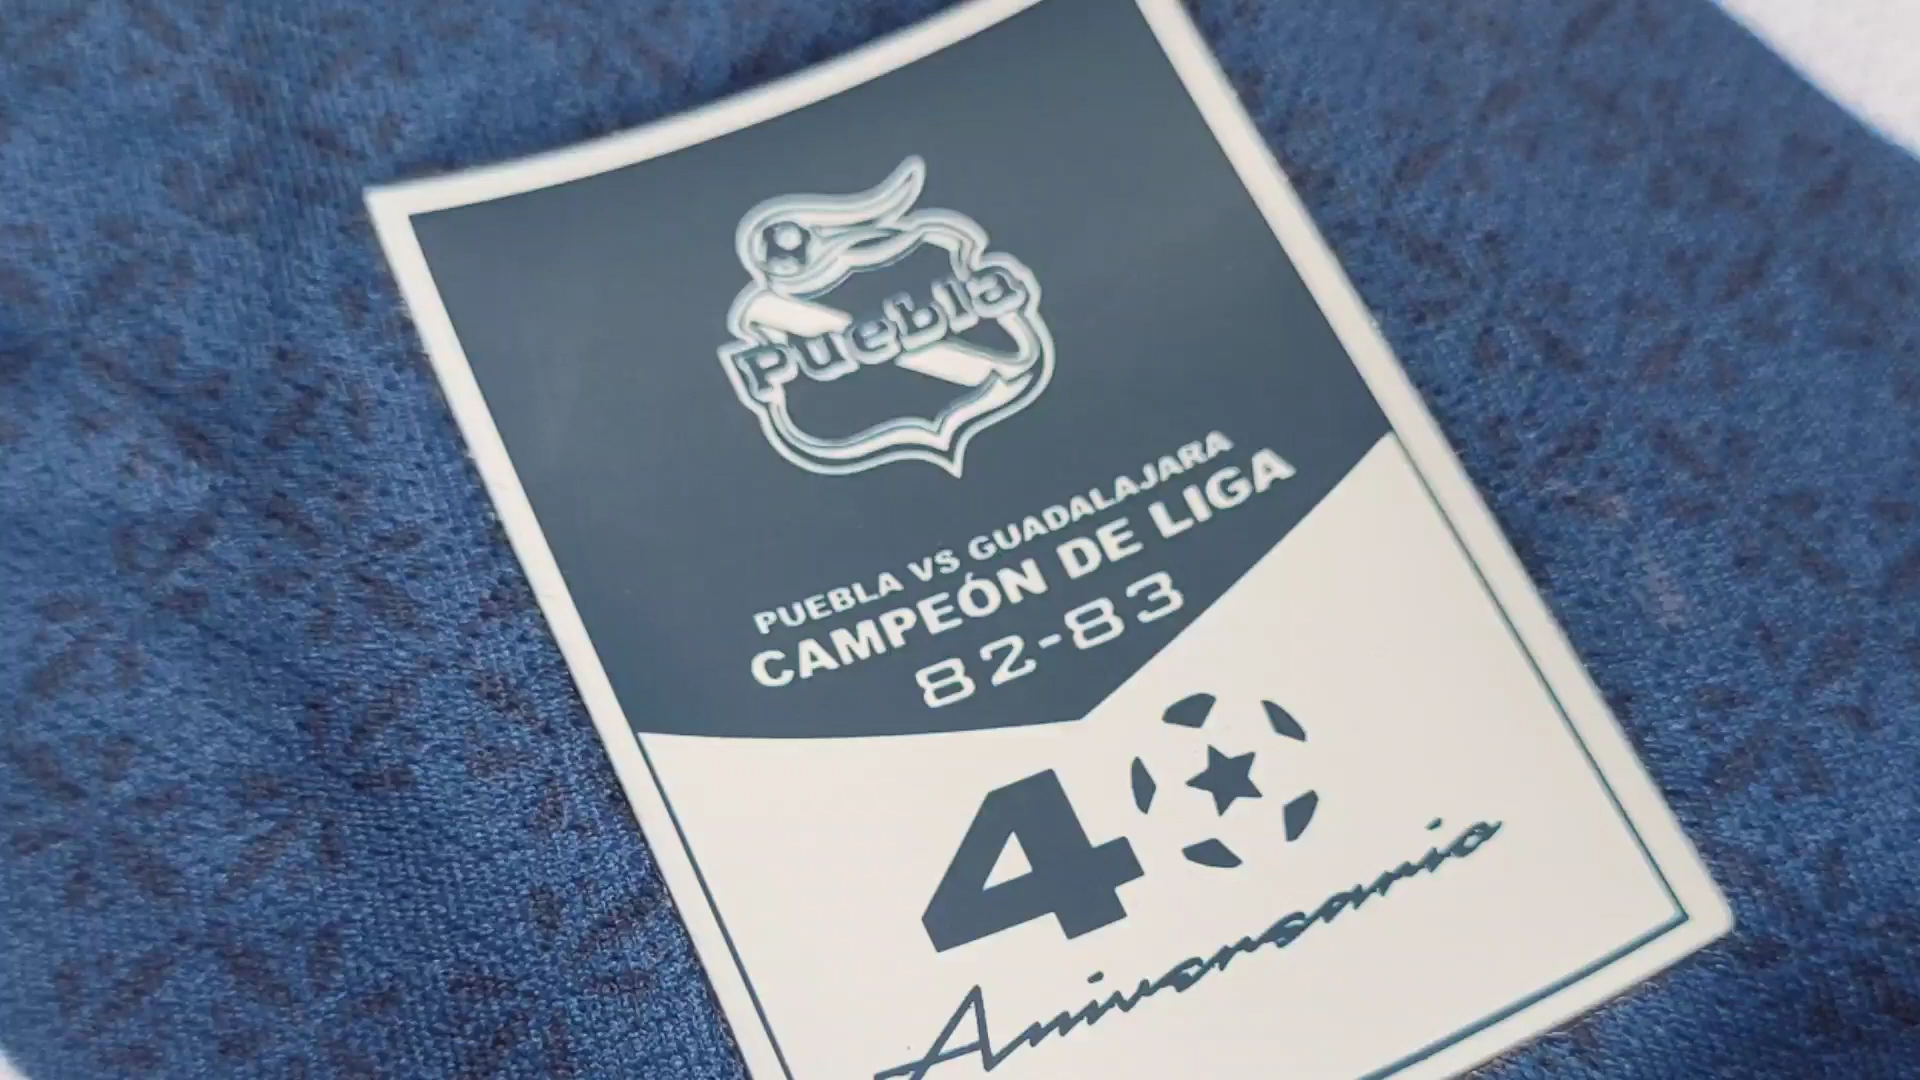 Puebla
PUEBLA VS GUADALAJARA
CAMPEÓN DE LIGA
82-83
40
Aniversario